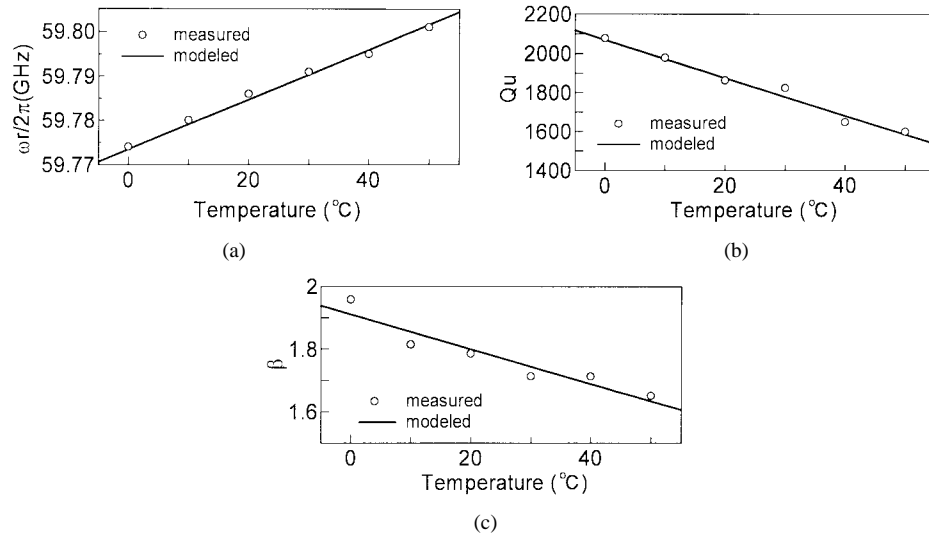 ωr/2π(GHz)
59.80
59.79
59.78
59.77
measured
modeled
0
20
40
Temperature (°C)
(a)
Qu
2200
2000
1800
1600
1400
measured
modeled
0
20
40
Temperature (°C)
(b)
β
2
1.8
1.6
measured
modeled
0
20
40
Temperature (°C)
(c)